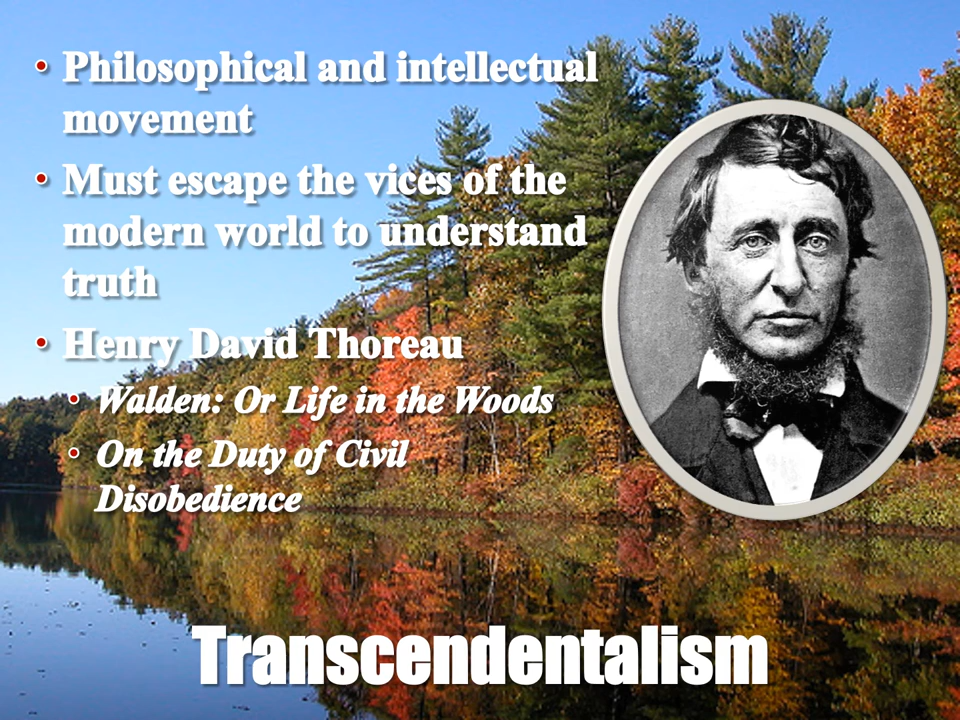 • Philosophical and intellectual
movement
• Must escape the vices of the
modern world to understand
truth
• Henry David Thoreau
• Walden: Or Life in the Woods
• On the Duty of Civil
Disobedience
Transcendentalism